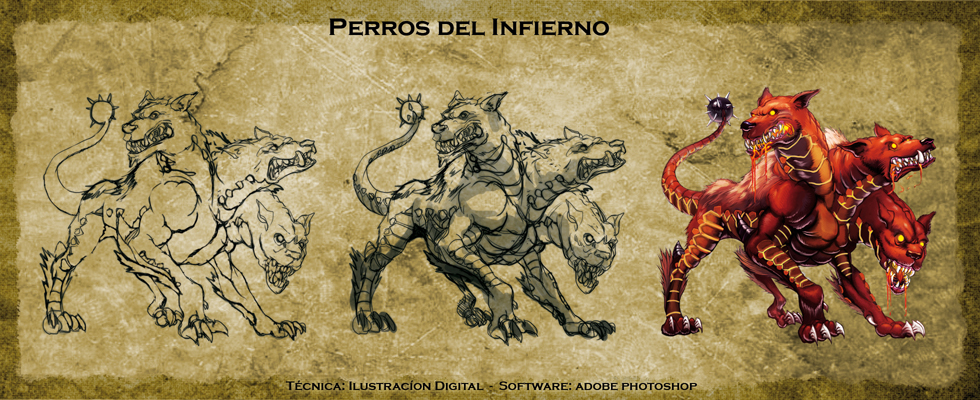 Perros del Infierno
Técnica: Ilustracíon Digital - Software: adobe photoshop